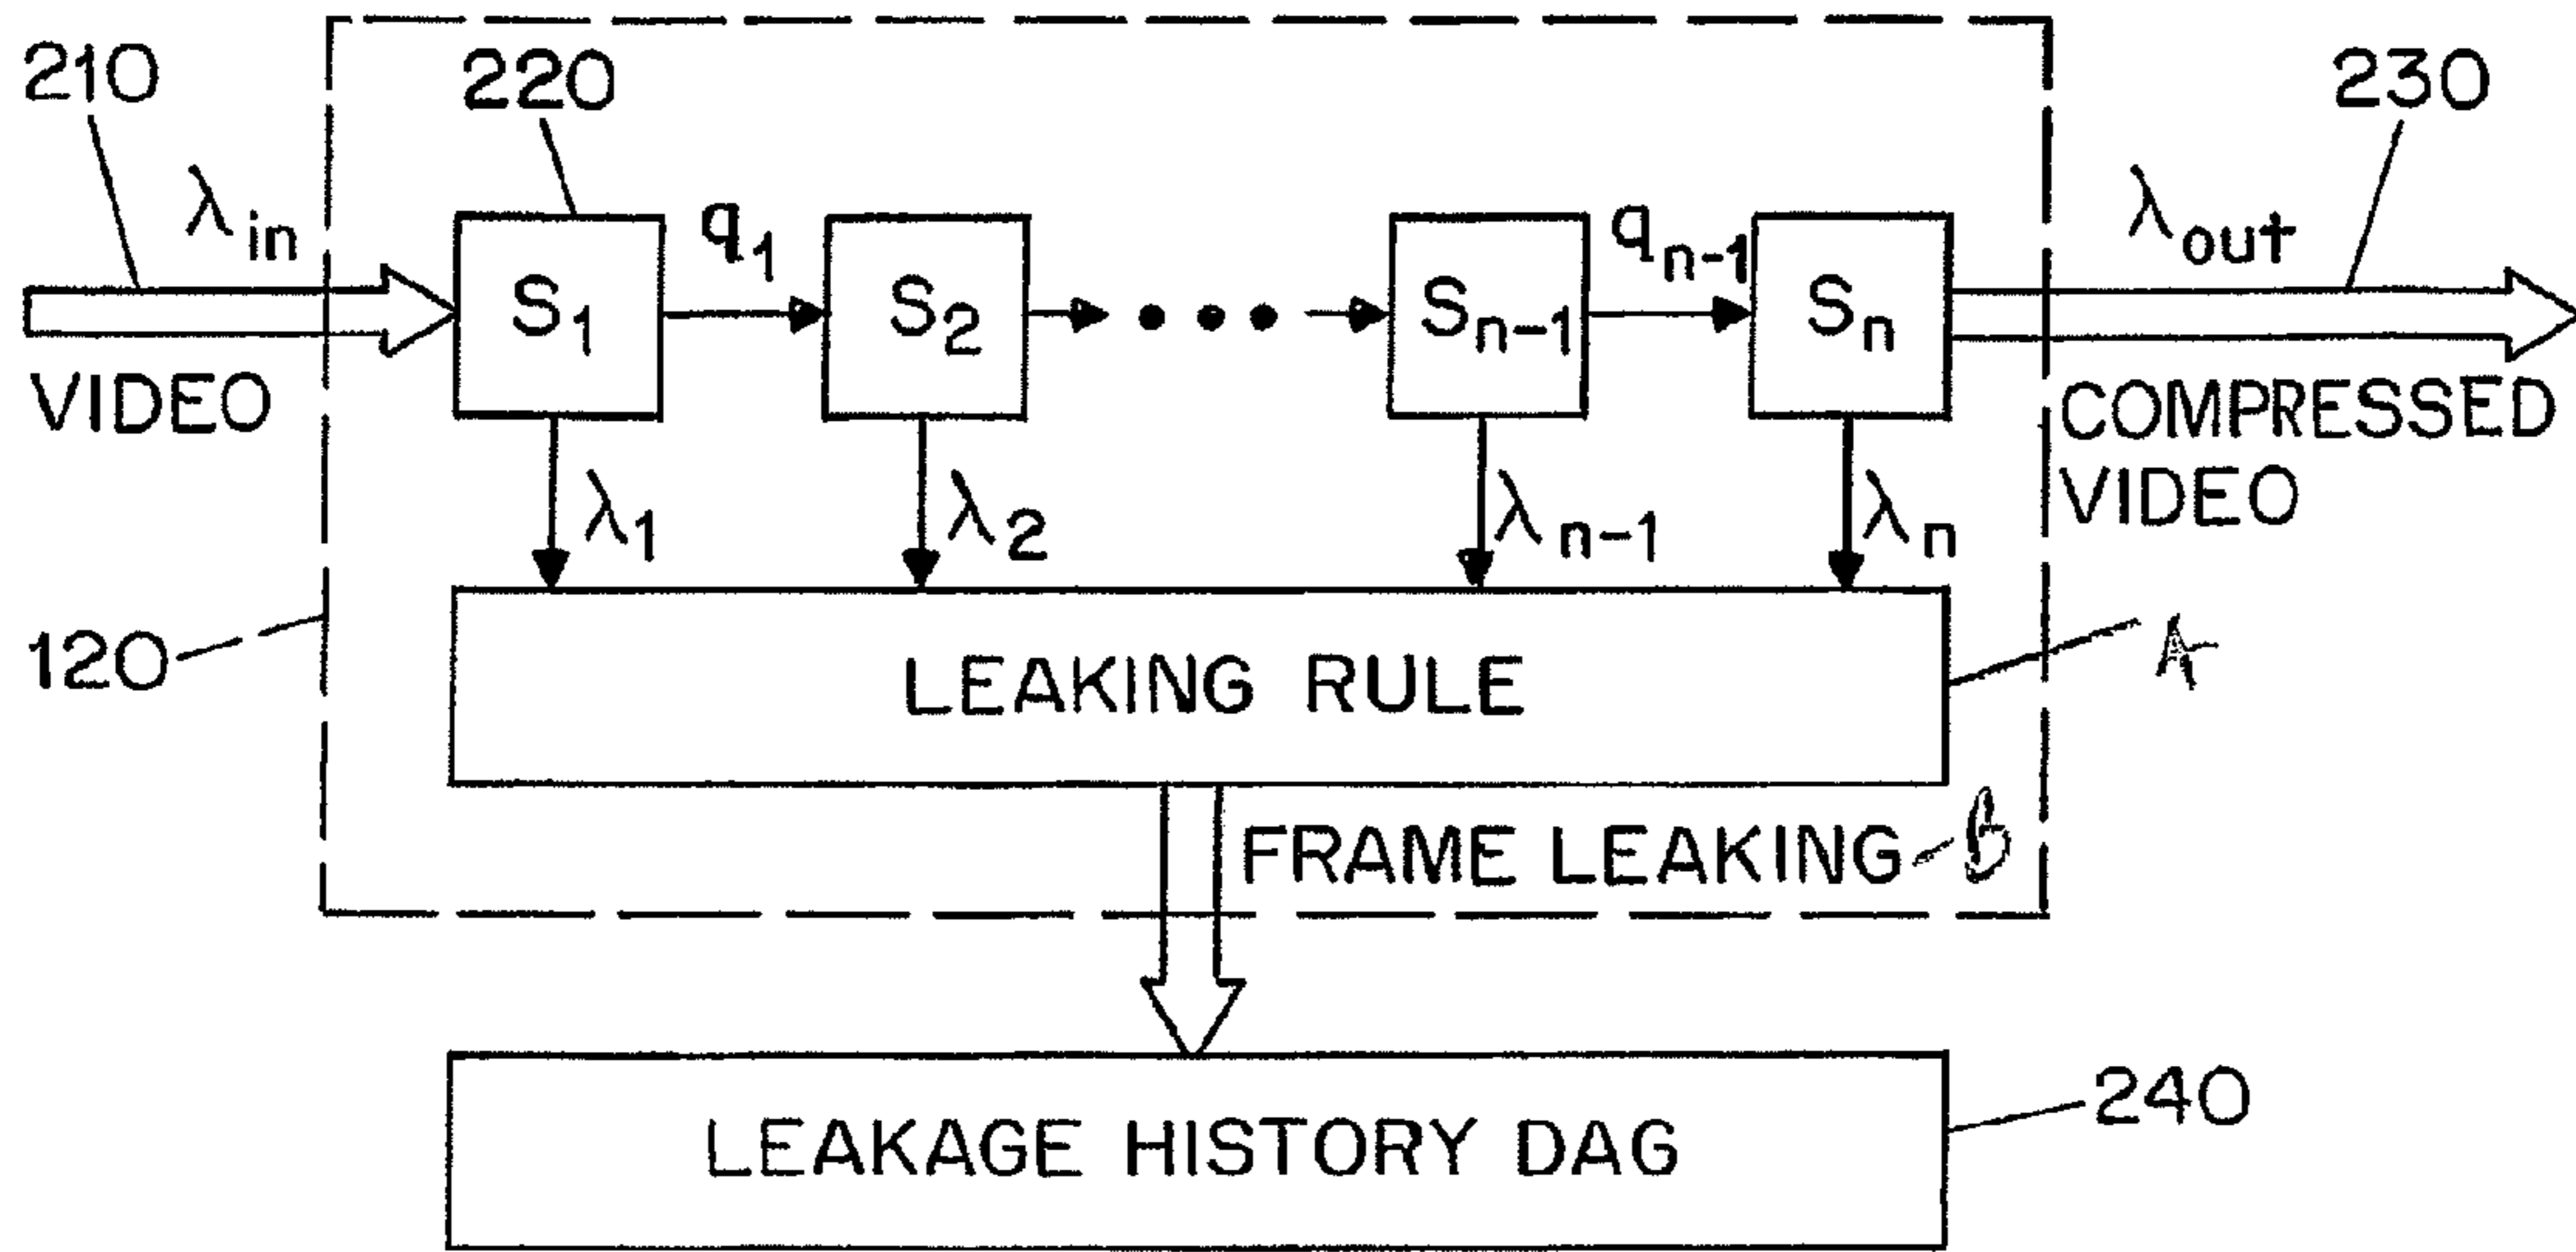 210
220
230
λin
q1
qn-1
λout
S1
S2
Sn-1
Sn
VIDEO
COMPRESSED
VIDEO
λ1
λ2
λn-1
λn
120
LEAKING RULE
A
FRAME LEAKING
B
LEAKAGE HISTORY DAG
240